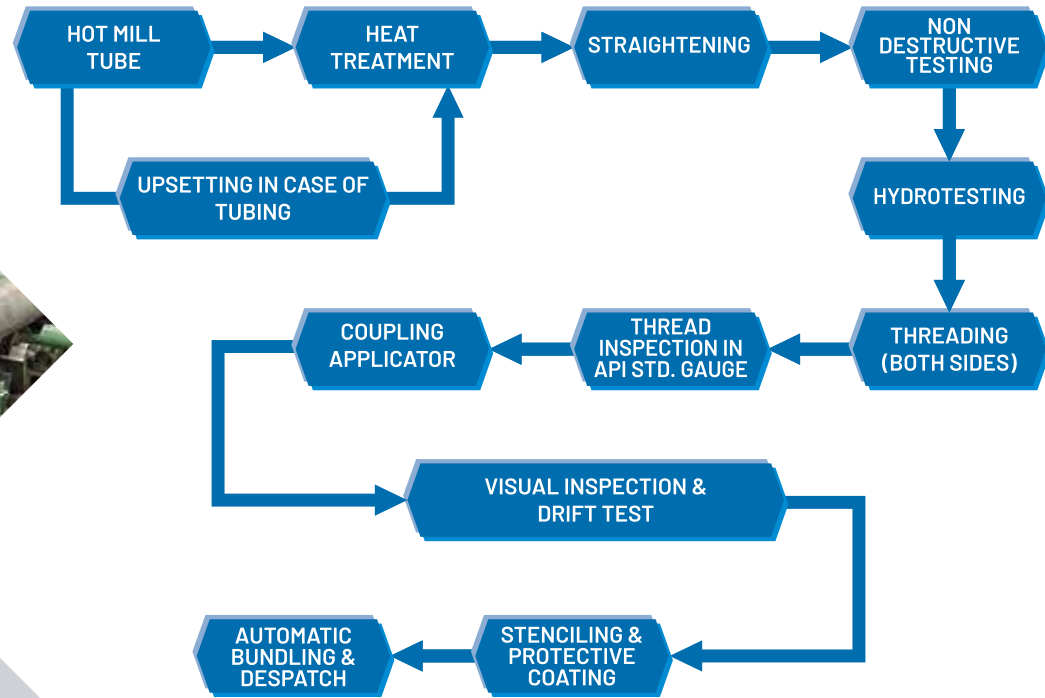 HOT MILL
TUBE
HEAT
TREATMENT
STRAIGHTENING
NON
DESTRUCTIVE
TESTING
UPSETTING IN CASE OF
TUBING
HYDROTESTING
THREADING
(BOTH SIDES)
THREAD
INSPECTION IN
API STD. GAUGE
COUPLING
APPLICATOR
VISUAL INSPECTION &
DRIFT TEST
STENCILING &
PROTECTIVE
COATING
AUTOMATIC
BUNDLING &
DESPATCH